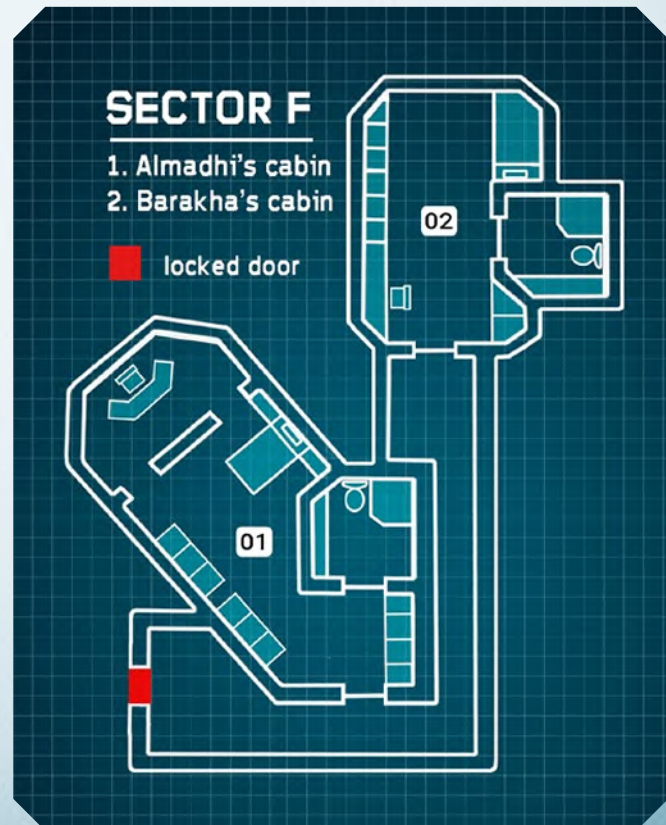 SECTOR F
1. Almadhi's cabin
2. Barakha's cabin
locked door
02
01